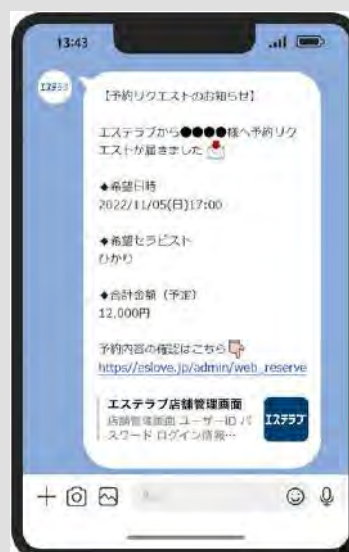 13:43
エステラブ
【予約リクエストのお知らせ】
エステラブから●●●●様へ予約リク
エストが届きました
◆希望日時
2022/11/05(日)17:00
◆希望セラピスト
ひかり
◆合計金額（予定）
12,000円
予約内容の確認はこちら
https://eslove.jp/admin/web_reserve
エステラブ店舗管理画面
店舗管理画面 ユーザーID パ
スワード ログイン情報…
エステラブ